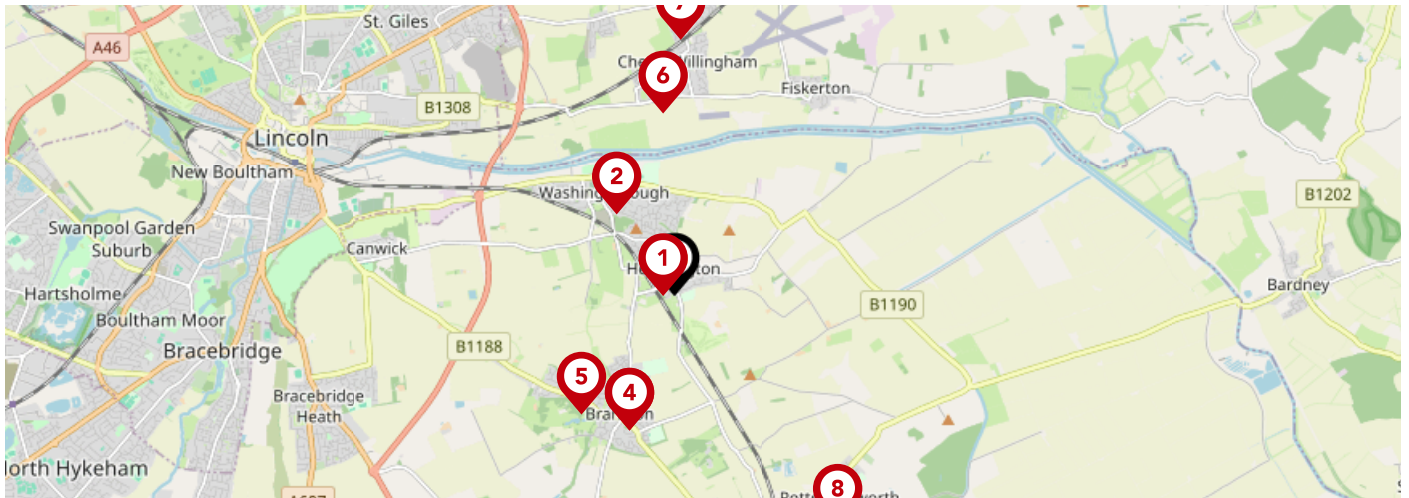 St. Giles
7
A46
6
Fiskerton
B1308
Lincoln
New Boultham
2
B1202
Swanpool Garden
Suburb
Canwick
1
Hartsholme
Bardney
B1190
Boultham Moor
B1188
Bracebridge
5
4
Bracebridge
Heath
North Hykeham
8